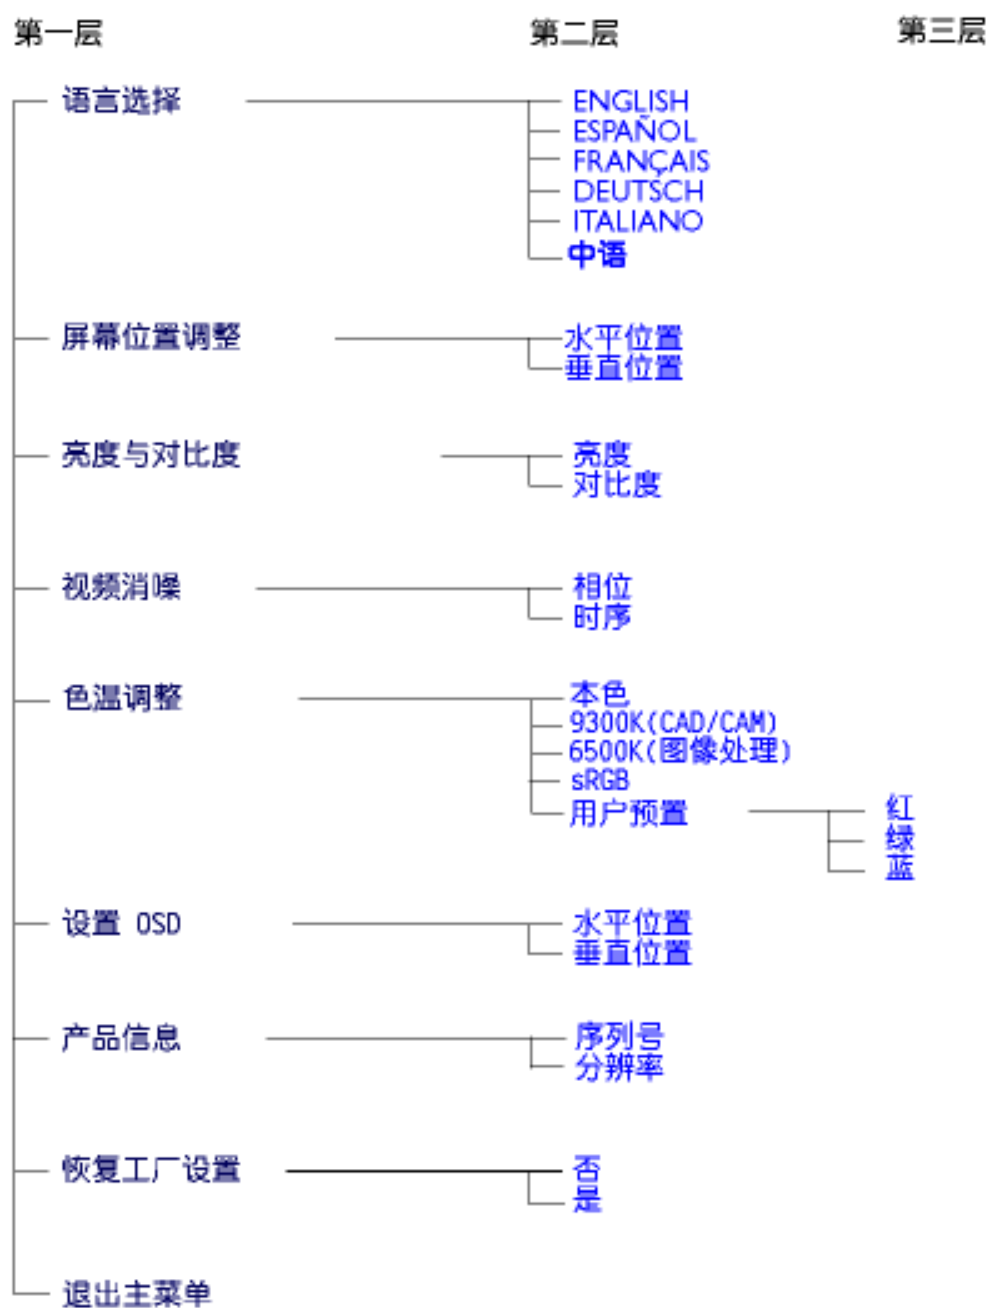 第一层 第二层 第三层
语言选择 ENGLISH
ESPAÑOL
FRANÇAIS
DEUTSCH
ITALIANO
中语
屏幕位置调整 水平位置
垂直位置
亮度与对比度 亮度
对比度
视频消噪 相位
时序
色温调整 本色
9300K(CAD/CAM)
6500K(图像处理)
sRGB
用户预置 红
绿
蓝
设置 OSD 水平位置
垂直位置
产品信息 序列号
分辨率
恢复工厂设置 否
是
退出主菜单